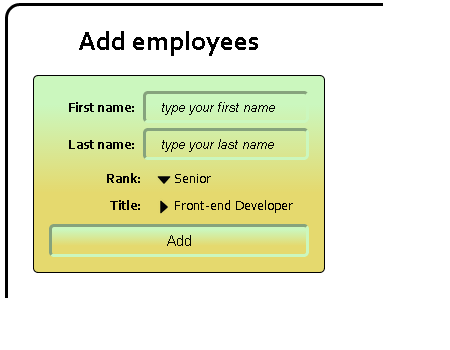 Add employees
First name: type your first name
Last name: type your last name
Rank: Senior
Title: Front-end Developer
Add